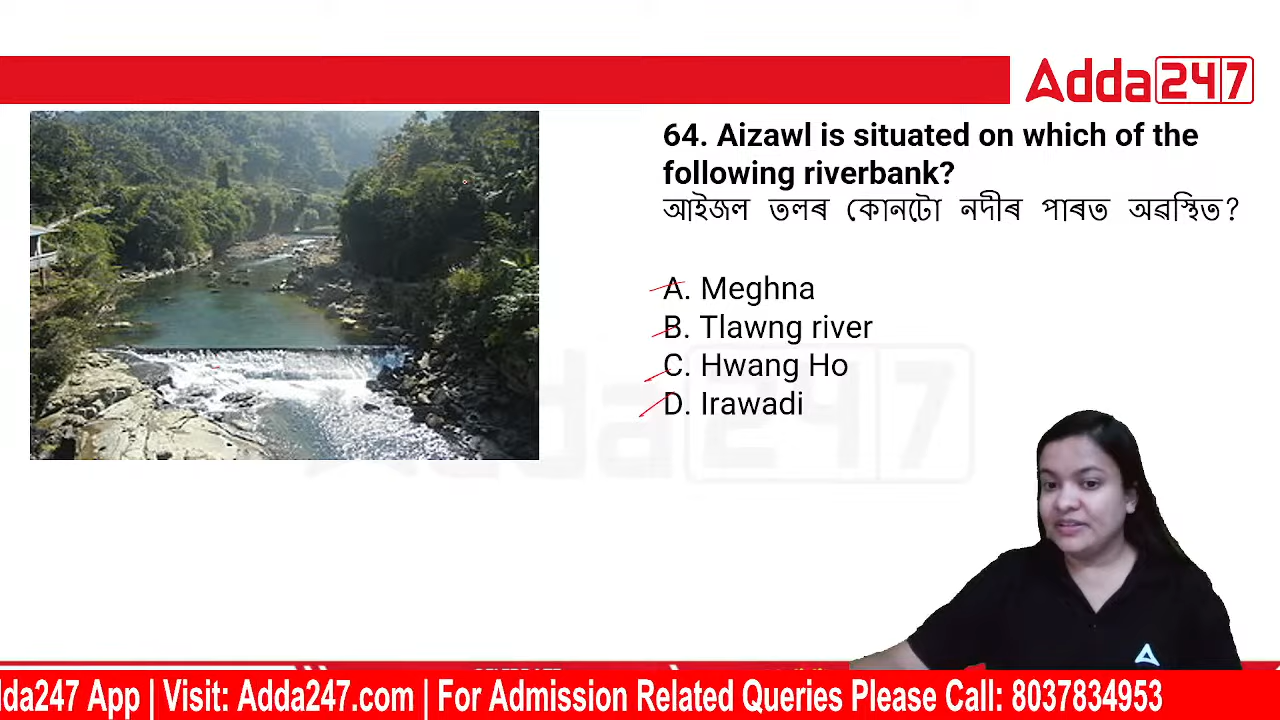 Adda247
64. Aizawl is situated on which of the
following riverbank?
আইজল তলৰ কোনটো নদীৰ পাৰত অৱস্থিত?
A. Meghna
B. Tlawng river
C. Hwang Ho
D. Irawadi
dda247 App | Visit: Adda247.com | For Admission Related Queries Please Call: 8037834953